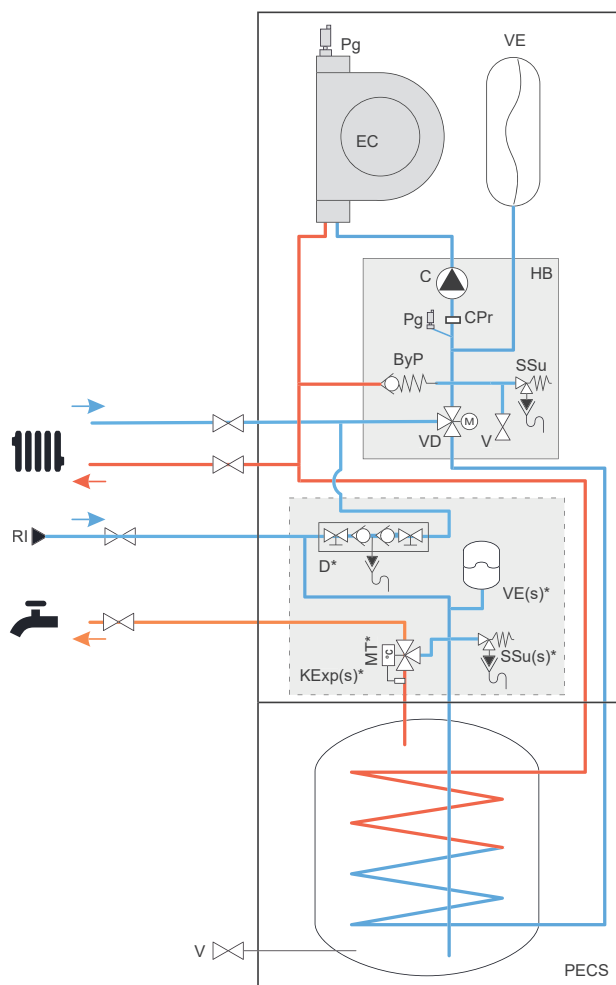 Pg
VE
EC
C
HB
Pg
CPr
ByP
SSu
M
VD
V
RI
D*
VE(s)*
MT*
°C
SSu(s)*
KExp(s)*
V
PECS